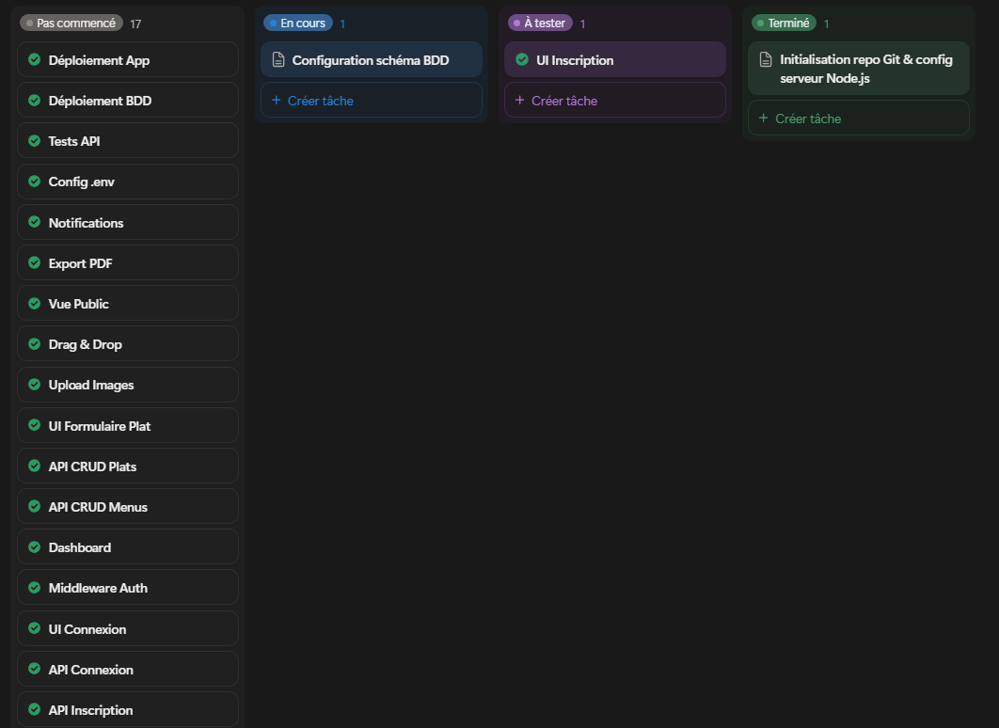 Pas commencé 17
Déploiement App
Déploiement BDD
Tests API
Config .env
Notifications
Export PDF
Vue Public
Drag & Drop
Upload Images
UI Formulaire Plat
API CRUD Plats
API CRUD Menus
Dashboard
Middleware Auth
UI Connexion
API Connexion
API Inscription
En cours 1
Configuration schéma BDD
+ Créer tâche
À tester 1
UI Inscription
+ Créer tâche
Terminé 1
Initialisation repo Git & config
serveur Node.js
+ Créer tâche